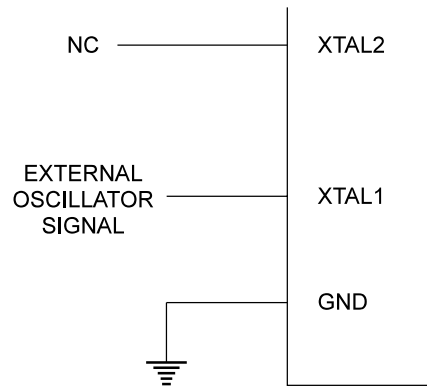 NC XTAL2
EXTERNAL
OSCILLATOR
SIGNAL
XTAL1
GND